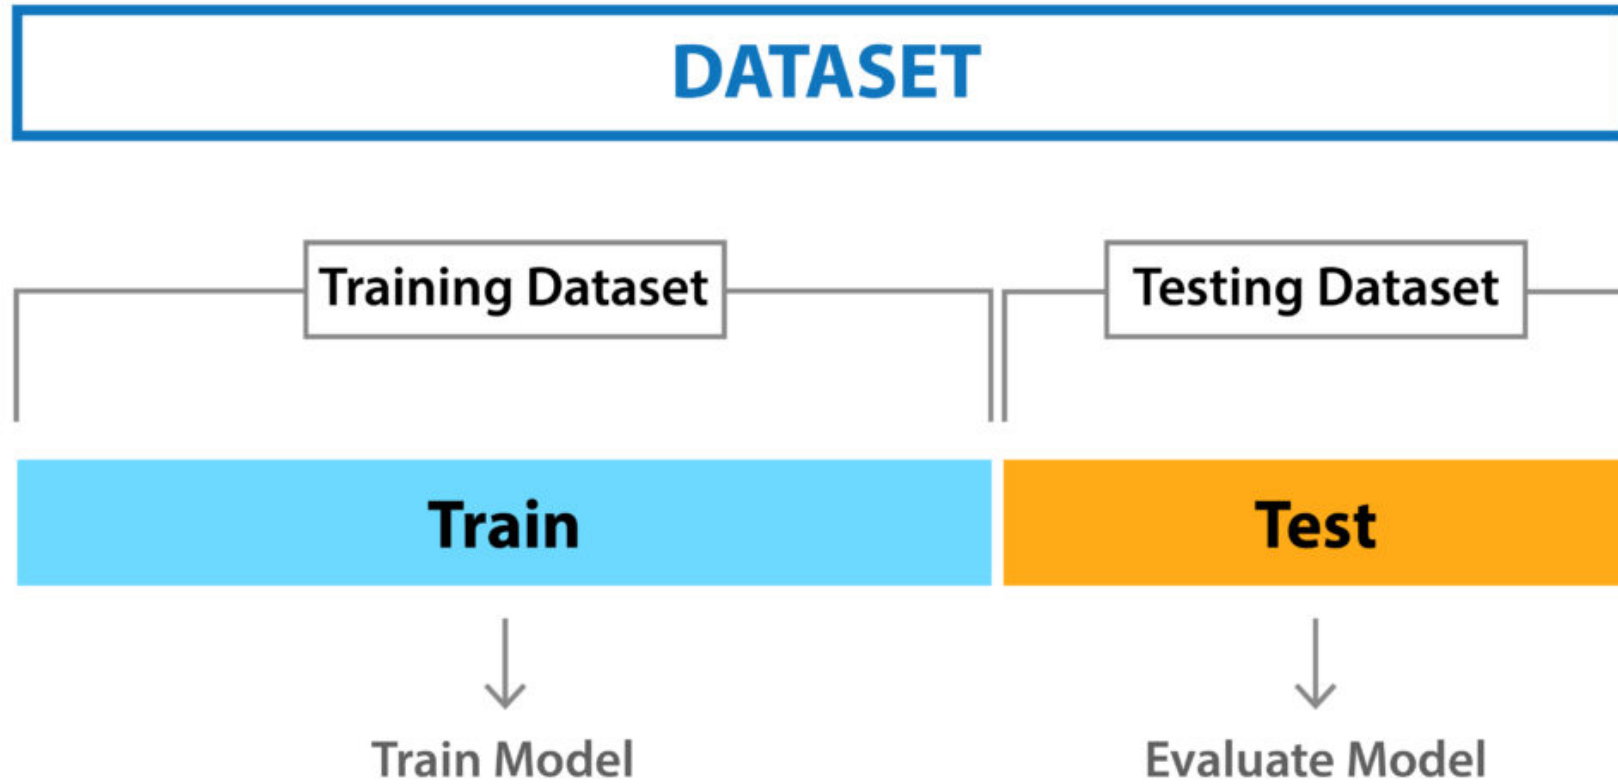 DATASET
Training Dataset
Testing Dataset
Train
Test
Train Model
Evaluate Model